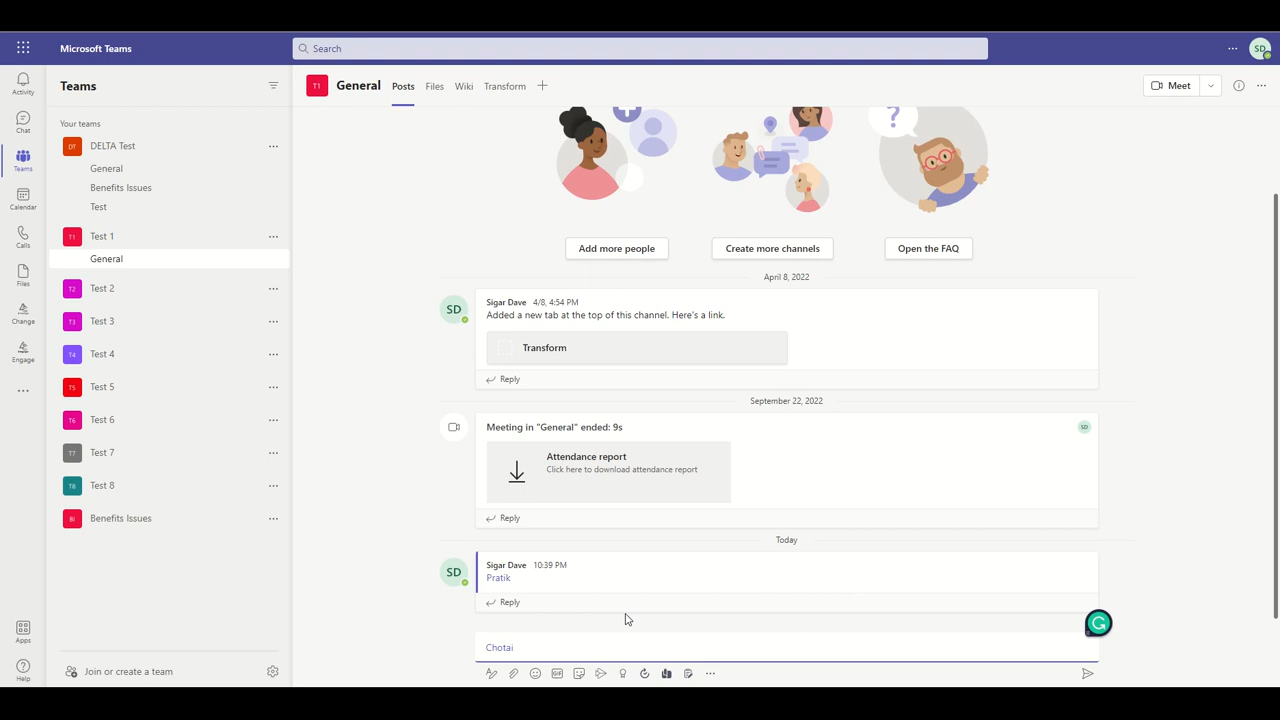 Microsoft Teams
Search
SD
Activity
Chat
Teams
Calendar
Calls
Files
Change
Engage
Apps
Help
Teams
Your teams
DT DELTA Test
General
Benefits Issues
Test
T1 Test 1
General
T2 Test 2
T3 Test 3
T4 Test 4
T5 Test 5
T6 Test 6
T7 Test 7
T8 Test 8
BI Benefits Issues
Join or create a team
T1 General Posts Files Wiki Transform
Meet
?
Add more people Create more channels Open the FAQ
April 8, 2022
SD
Sigar Dave 4/8, 4:54 PM
Added a new tab at the top of this channel. Here's a link.
Transform
Reply
September 22, 2022
Meeting in "General" ended: 9s
SD
Attendance report
Click here to download attendance report
Reply
Today
SD
Sigar Dave 10:39 PM
Pratik
Reply
Chotai
GIF